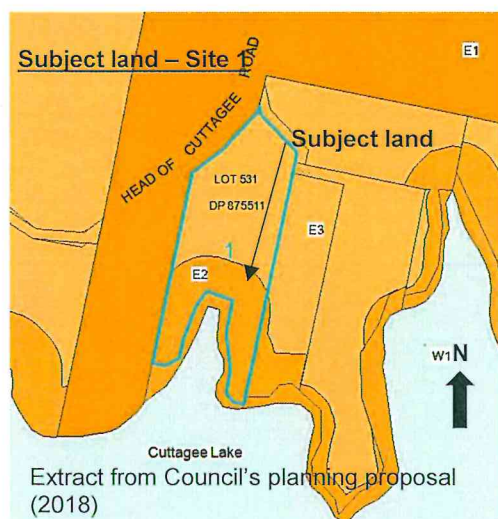 E1
Subject land – Site 1
HEAD OF CUTTAGEE ROAD
Subject land
LOT 531
DP 875511
E3
1
E2
W1
N
Cuttagee Lake
Extract from Council's planning proposal
(2018)